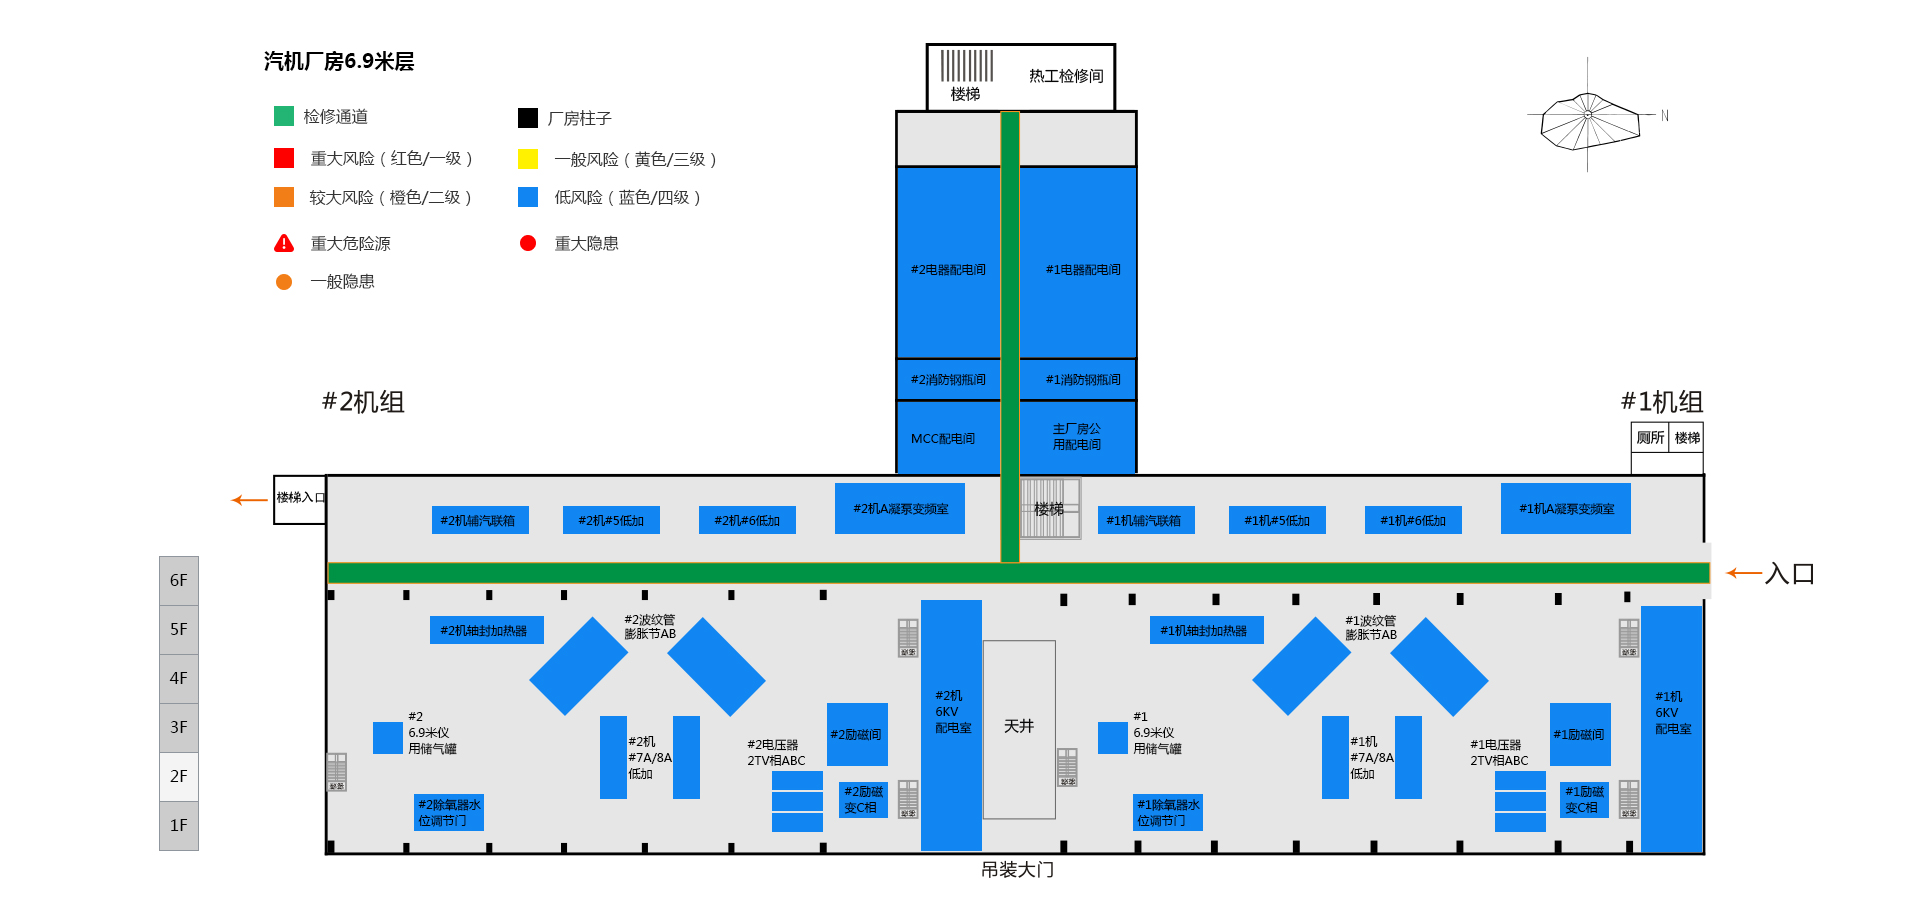 汽机厂房6.9米层
检修通道
厂房柱子
重大风险（红色/一级）
一般风险（黄色/三级）
较大风险（橙色/二级）
低风险（蓝色/四级）
重大危险源
重大隐患
一般隐患
楼梯
热工检修间
N
#2电器配电间
#1电器配电间
#2消防钢瓶间
#1消防钢瓶间
MCC配电间
主厂房公
用配电间
#2机组
#1机组
厕所
楼梯
楼梯入口
#2机辅汽联箱
#2机#5低加
#2机#6低加
#2机A凝泵变频室
楼梯
#1机辅汽联箱
#1机#5低加
#1机#6低加
#1机A凝泵变频室
入口
6F
5F
4F
3F
2F
1F
#2机轴封加热器
#2波纹管
膨胀节AB
楼梯
#2机
6KV
配电室
天井
#1机轴封加热器
#1波纹管
膨胀节AB
楼梯
#1机
6KV
配电室
#2
6.9米仪
用储气罐
#2机
#7A/8A
低加
#2电压器
2TV相ABC
#2励磁间
#1
6.9米仪
用储气罐
#1机
#7A/8A
低加
#1电压器
2TV相ABC
#1励磁间
楼梯
#2除氧器水
位调节门
#2励磁
变C相
楼梯
楼梯
#1除氧器水
位调节门
#1励磁
变C相
楼梯
吊装大门